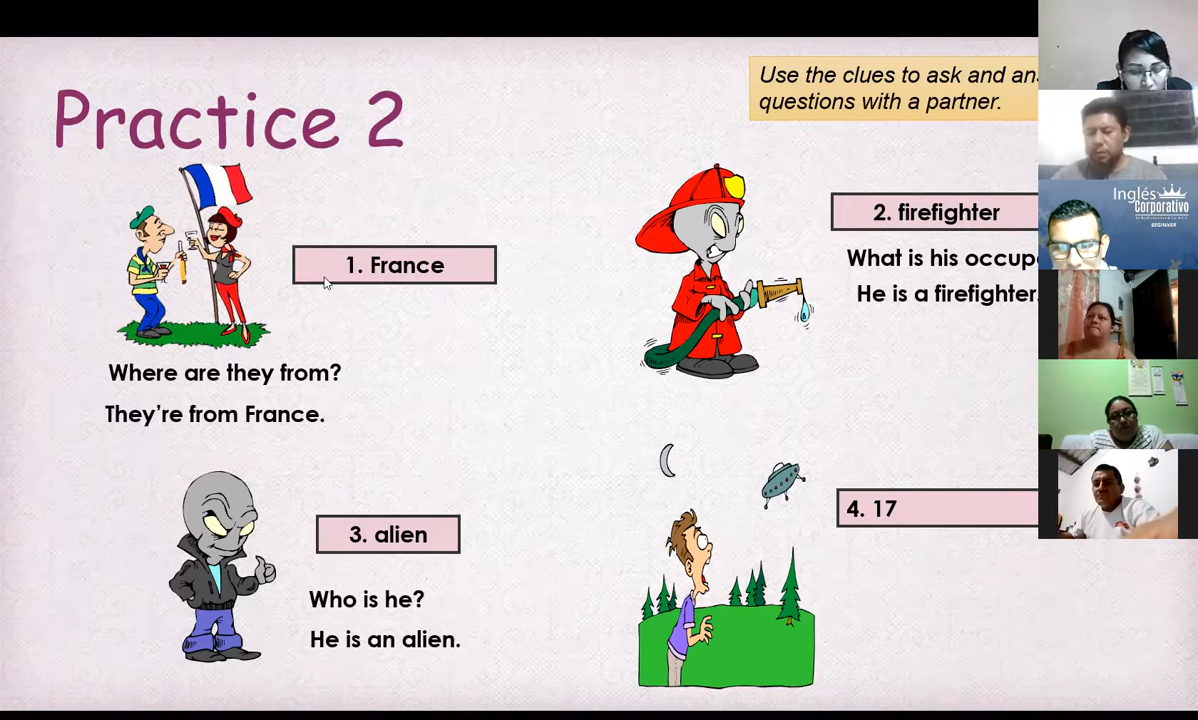 Practice 2
Use the clues to ask and
questions with a partner.
1. France
Where are they from?
They're from France.
2. firefighter
What is his
He is a firefighter.
3. alien
Who is he?
He is an alien.
4. 17
Inglés
Corporativo
BEGINNER